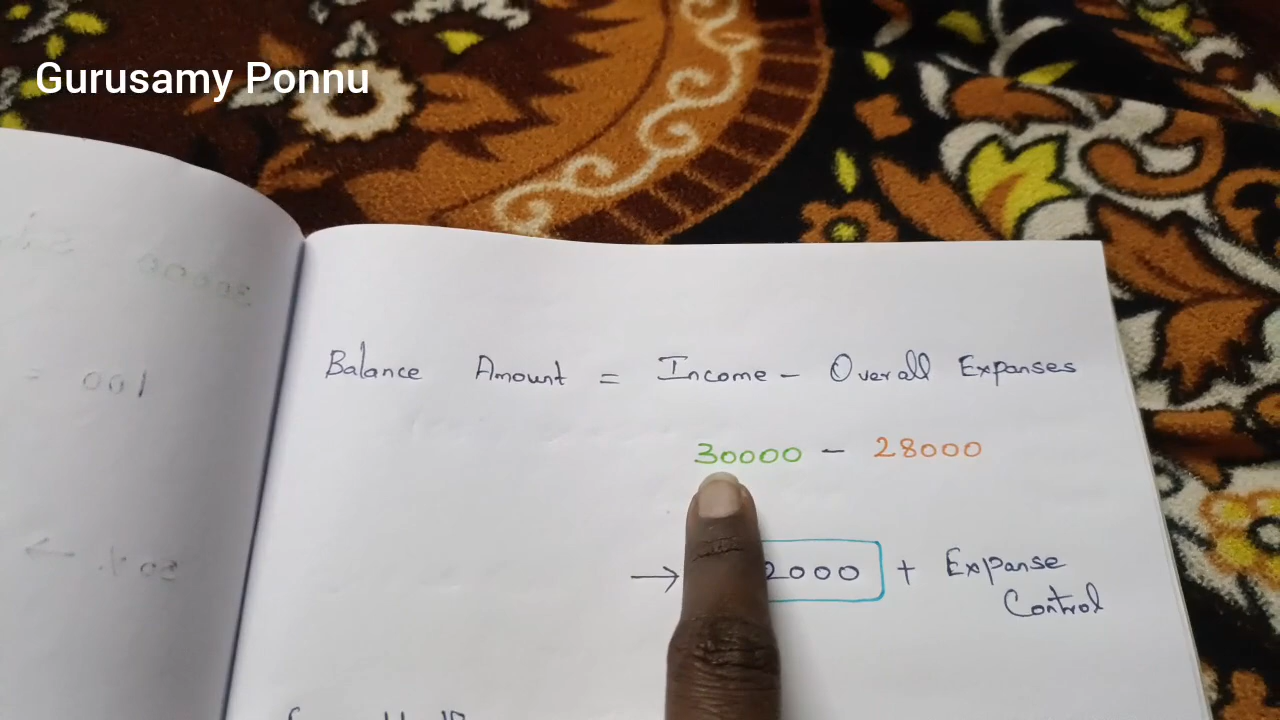 Gurusamy Ponnu
Balance Amount = Income - Overall Expanses
30000 - 28000
→ 2000 + Expanse
Control